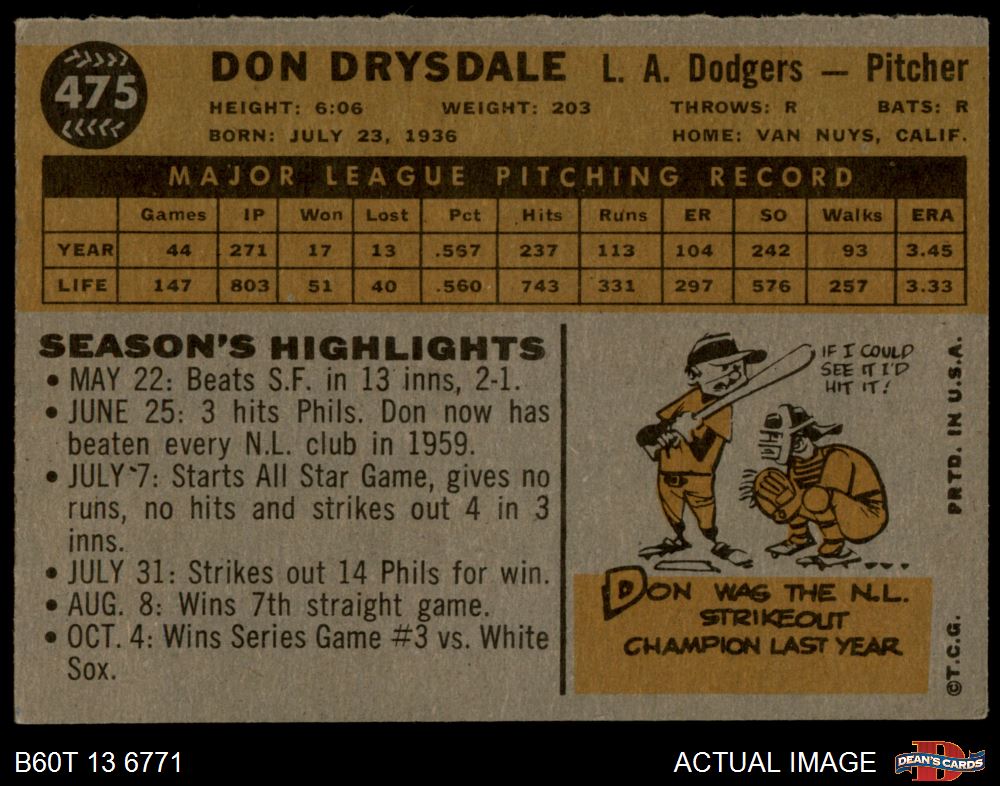 475
DON DRYSDALE L. A. Dodgers — Pitcher
HEIGHT: 6:06 WEIGHT: 203 THROWS: R BATS: R
BORN: JULY 23, 1936 HOME: VAN NUYS, CALIF.
MAJOR LEAGUE PITCHING RECORD
Games IP Won Lost Pct Hits Runs ER SO Walks ERA
YEAR 44 271 17 13 .567 237 113 104 242 93 3.45
LIFE 147 803 51 40 .560 743 331 297 576 257 3.33
SEASON'S HIGHLIGHTS
• MAY 22: Beats S.F. in 13 inns, 2-1.
• JUNE 25: 3 hits Phils. Don now has
beaten every N.L. club in 1959.
• JULY 7: Starts All Star Game, gives no
runs, no hits and strikes out 4 in 3
inns.
• JULY 31: Strikes out 14 Phils for win.
• AUG. 8: Wins 7th straight game.
• OCT. 4: Wins Series Game #3 vs. White
Sox.
IF I COULD
SEE IT I'D
HIT IT!
DON WAS THE N.L.
STRIKEOUT
CHAMPION LAST YEAR
©T.C.G. PRTD. IN U.S.A.
B60T 13 6771 ACTUAL IMAGE
DEAN'S CARDS